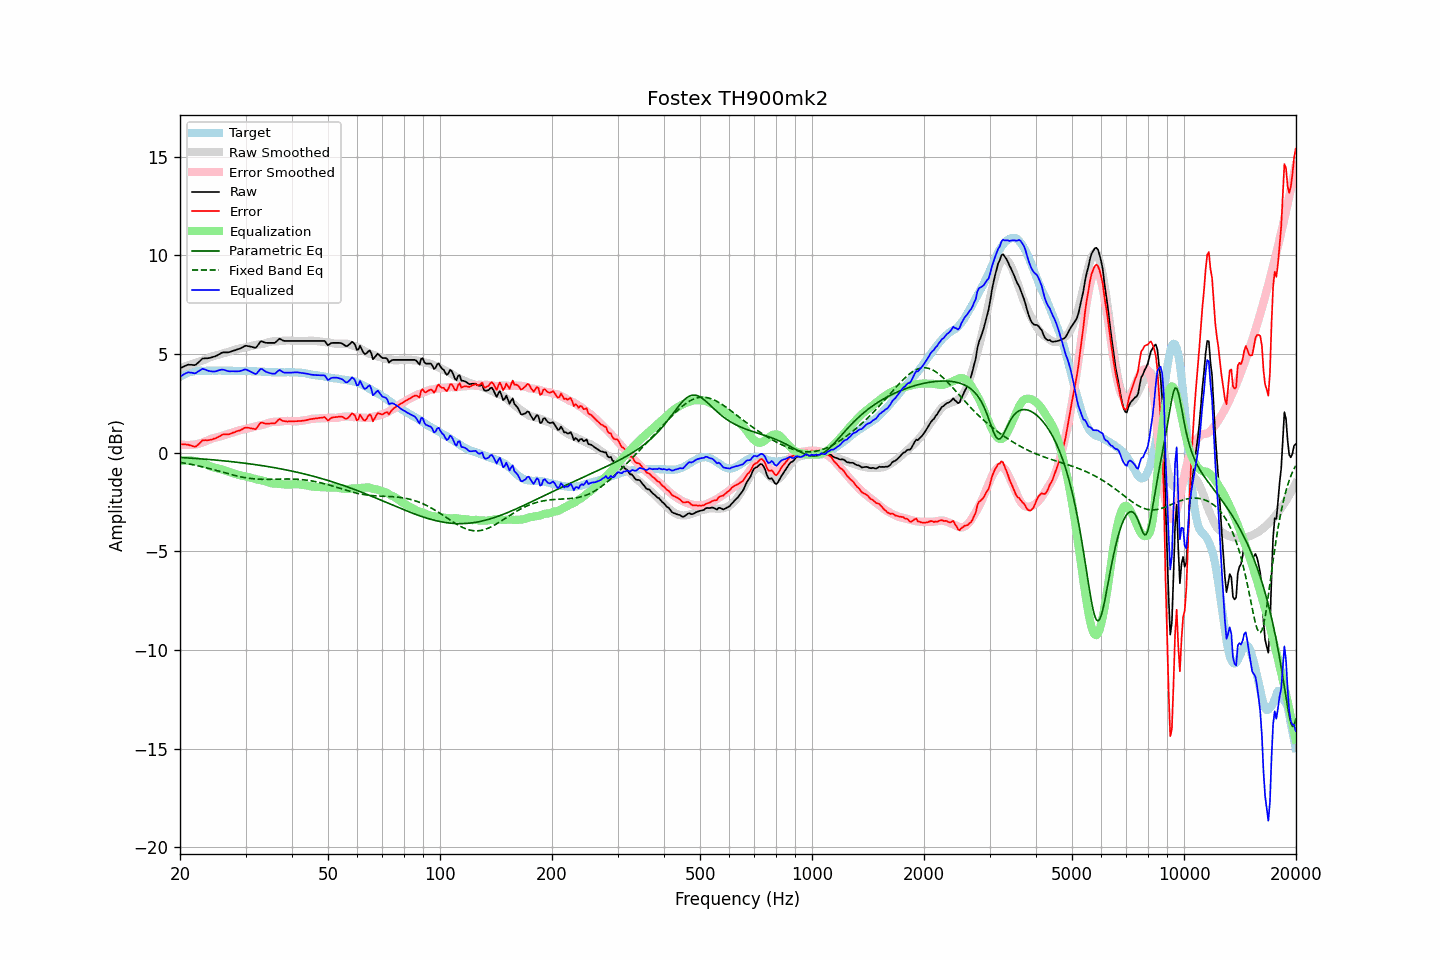 Fostex TH900mk2
Target
Raw Smoothed
Error Smoothed
Raw
Error
Equalization
Parametric Eq
Fixed Band Eq
Equalized
Amplitude (dBr)
15
10
5
0
−5
−10
−15
−20
20 50 100 200 500 1000 2000 5000 10000 20000
Frequency (Hz)